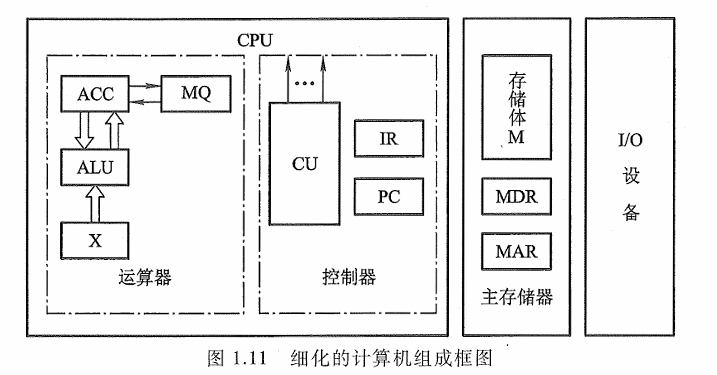 CPU
ACC
MQ
ALU
X
运算器
CU
IR
PC
控制器
存储体M
MDR
MAR
主存储器
I/O
设
备
图 1.11 细化的计算机组成框图